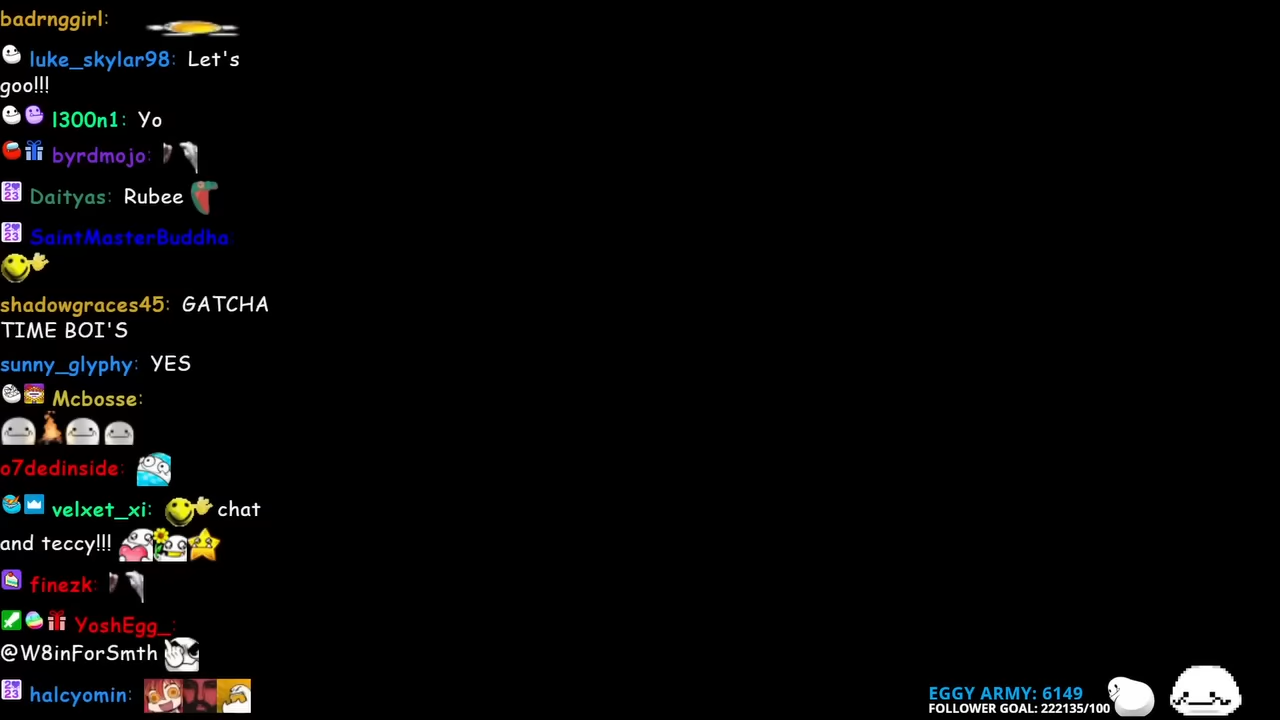 badrnggirl:
luke_skylar98: Let's
goo!!!
l300n1: Yo
byrdmojo:
Daityas: Rubee
SaintMasterBuddha:
shadowgraces45: GATCHA
TIME BOI'S
sunny_glyphy: YES
Mcbosse:
o7dedinside:
velxet_xi: chat
and teccy!!!
finezk:
YoshEgg_:
@W8inForSmth
halcyomin:
EGGY ARMY: 6149
FOLLOWER GOAL: 222135/100